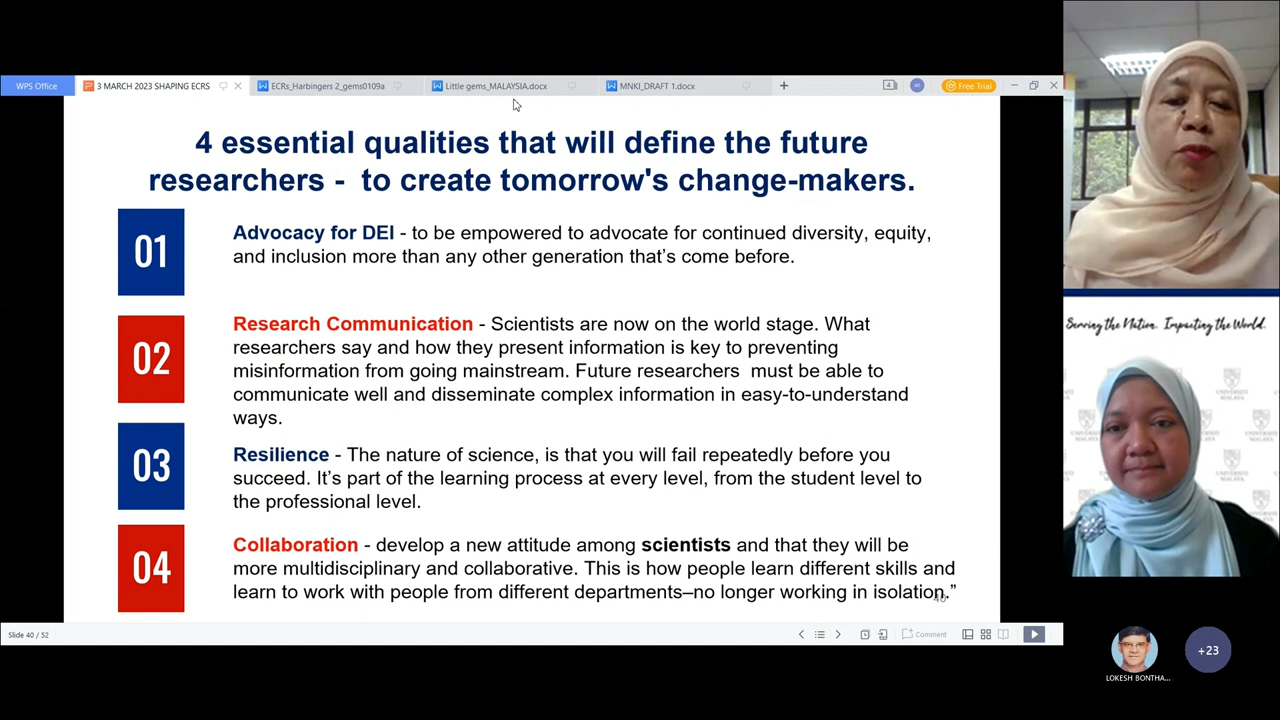 WPS Office
3 MARCH 2023 SHAPING ECRS
ECRs_Harbingers 2_gems0109a
Little gems_MALAYSIA.docx
MNKI_DRAFT 1.docx
Free Trial
4 essential qualities that will define the future
researchers - to create tomorrow's change-makers.
01
Advocacy for DEI - to be empowered to advocate for continued diversity, equity,
and inclusion more than any other generation that's come before.
02
Research Communication - Scientists are now on the world stage. What
researchers say and how they present information is key to preventing
misinformation from going mainstream. Future researchers must be able to
communicate well and disseminate complex information in easy-to-understand
ways.
03
Resilience - The nature of science, is that you will fail repeatedly before you
succeed. It's part of the learning process at every level, from the student level to
the professional level.
04
Collaboration - develop a new attitude among scientists and that they will be
more multidisciplinary and collaborative. This is how people learn different skills and
learn to work with people from different departments–no longer working in isolation."
40
Slide 40 / 52
Comment
Serving the Nation. Impacting the World.
UNIVERSITI
MALAYA
LOKESH BONTHA...
+23